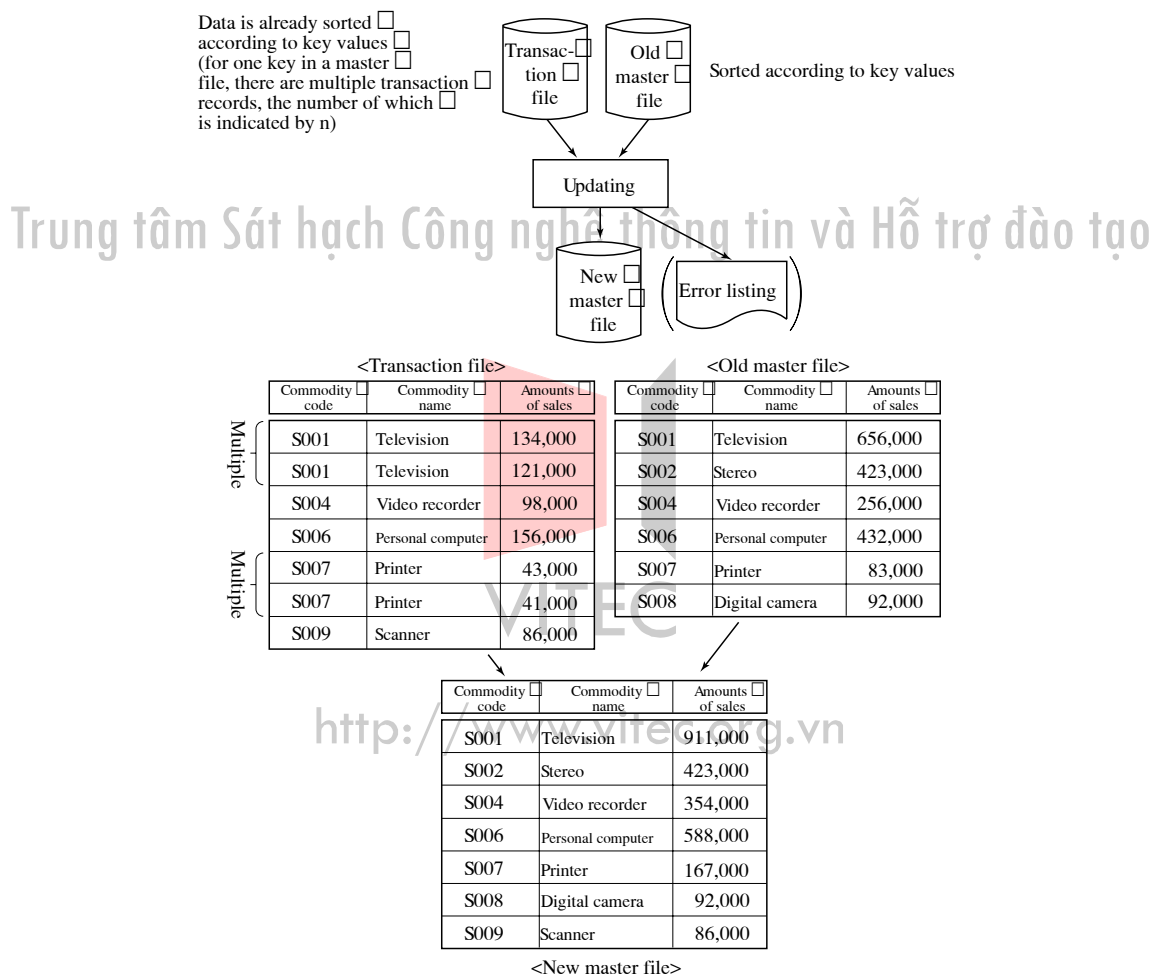 Data is already sorted
according to key values
(for one key in a master
file, there are multiple transaction
records, the number of which
is indicated by n)
Transac-
tion
file
Old
master
file
Sorted according to key values
Updating
Trung tâm Sát hạch Công nghệ thông tin và Hỗ trợ đào tạo
New
master
file
Error listing
<Transaction file>
Commodity code Commodity name Amounts of sales
Multiple
S001 Television 134,000
S001 Television 121,000
S004 Video recorder 98,000
S006 Personal computer 156,000
Multiple
S007 Printer 43,000
S007 Printer 41,000
S009 Scanner 86,000
<Old master file>
Commodity code Commodity name Amounts of sales
S001 Television 656,000
S002 Stereo 423,000
S004 Video recorder 256,000
S006 Personal computer 432,000
S007 Printer 83,000
S008 Digital camera 92,000
VITEC
Commodity code Commodity name Amounts of sales
http://www.vitec.org.vn
S001 Television 911,000
S002 Stereo 423,000
S004 Video recorder 354,000
S006 Personal computer 588,000
S007 Printer 167,000
S008 Digital camera 92,000
S009 Scanner 86,000
<New master file>